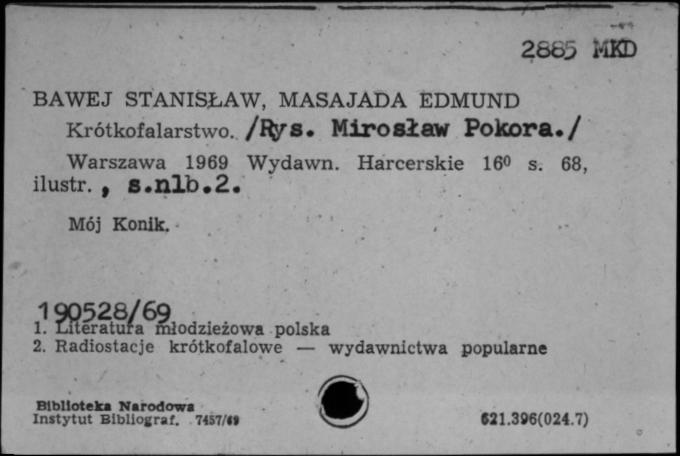 2885 MKD
BAWEJ STANISŁAW, MASAJADA EDMUND
Krótkofalarstwo. /Rys. Mirosław Pokora./
Warszawa 1969 Wydawn. Harcerskie 16⁰ s. 68,
ilustr. , s.nlb.2.
Mój Konik.
190528/69
1. Literatura młodzieżowa polska
2. Radiostacje krótkofalowe — wydawnictwa popularne
Biblioteka Narodowa
Instytut Bibliograf. 7457/69
621.396(024.7)